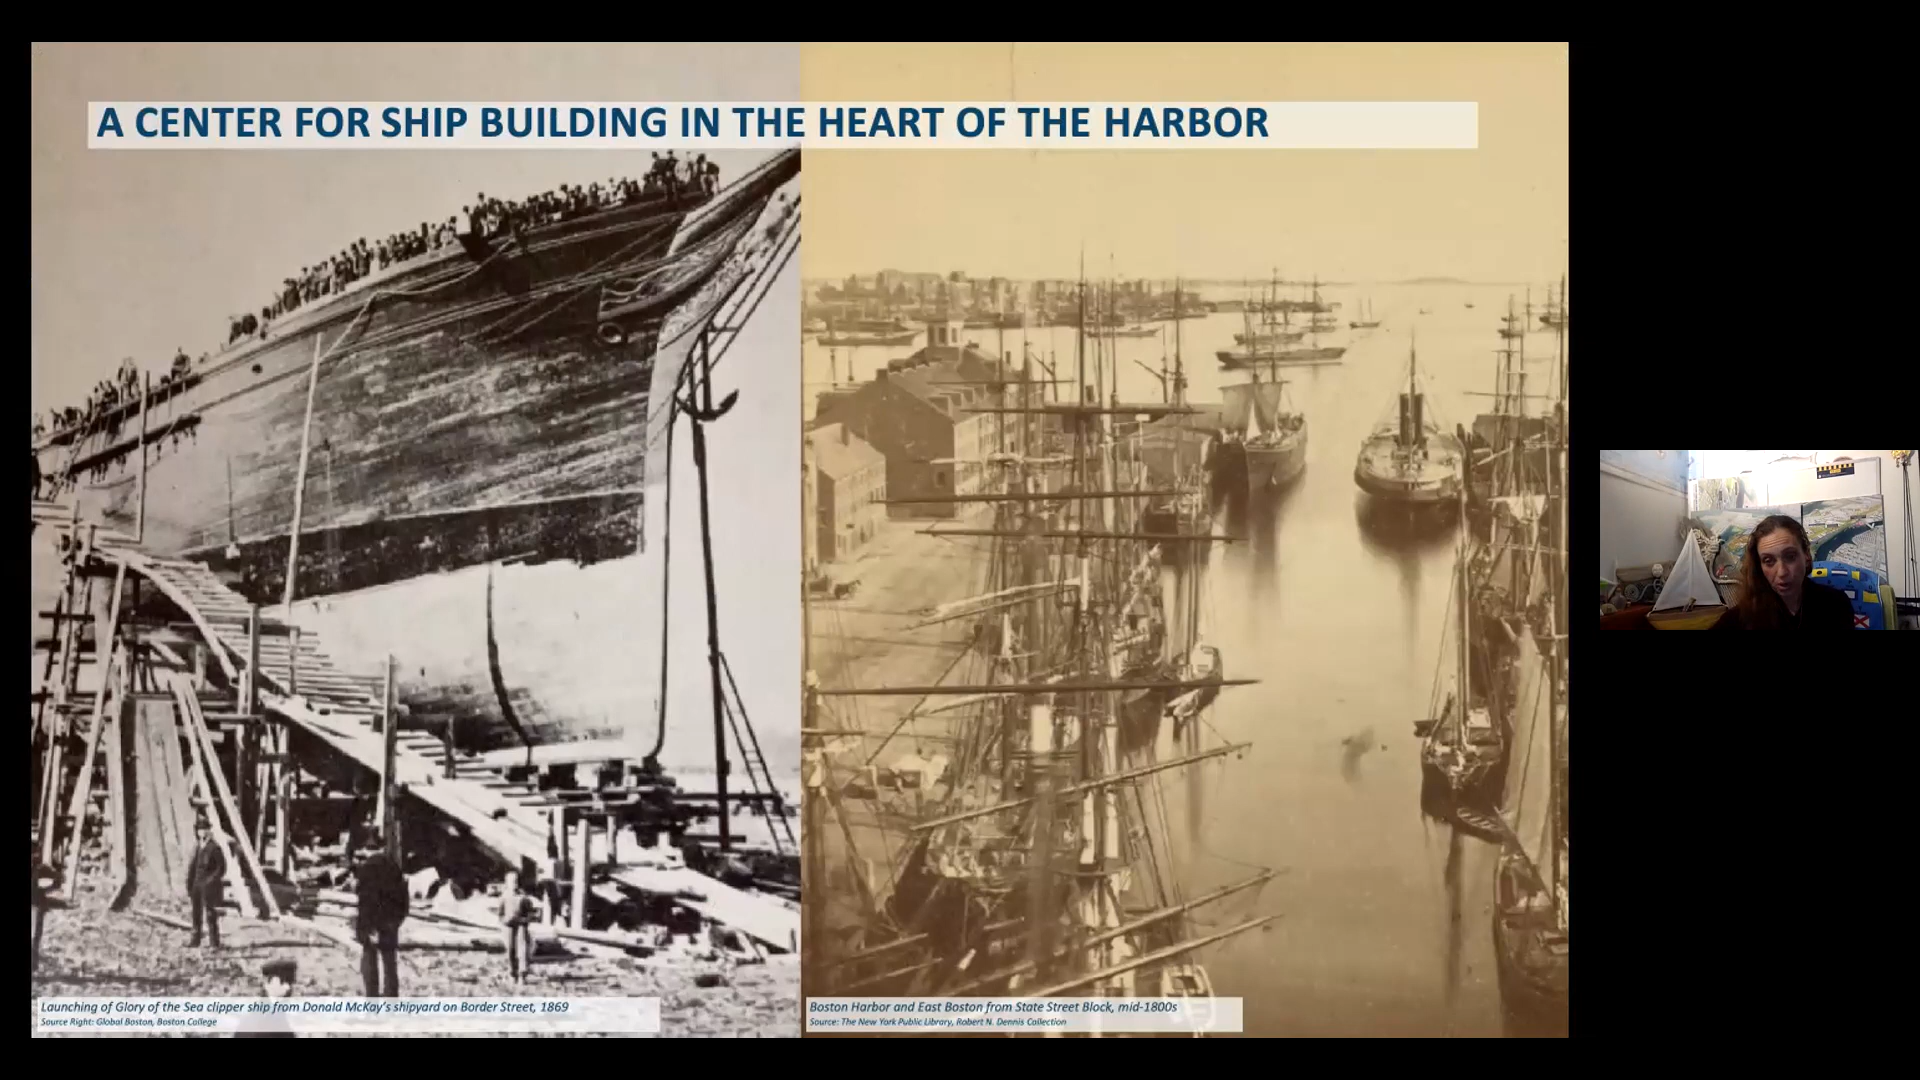 A CENTER FOR SHIP BUILDING IN THE HEART OF THE HARBOR
Launching of Glory of the Sea clipper ship from Donald McKay's shipyard on Border Street, 1869
Source Right: Global Boston, Boston College
Boston Harbor and East Boston from State Street Block, mid-1800s
Source: The New York Public Library, Robert N. Dennis Collection